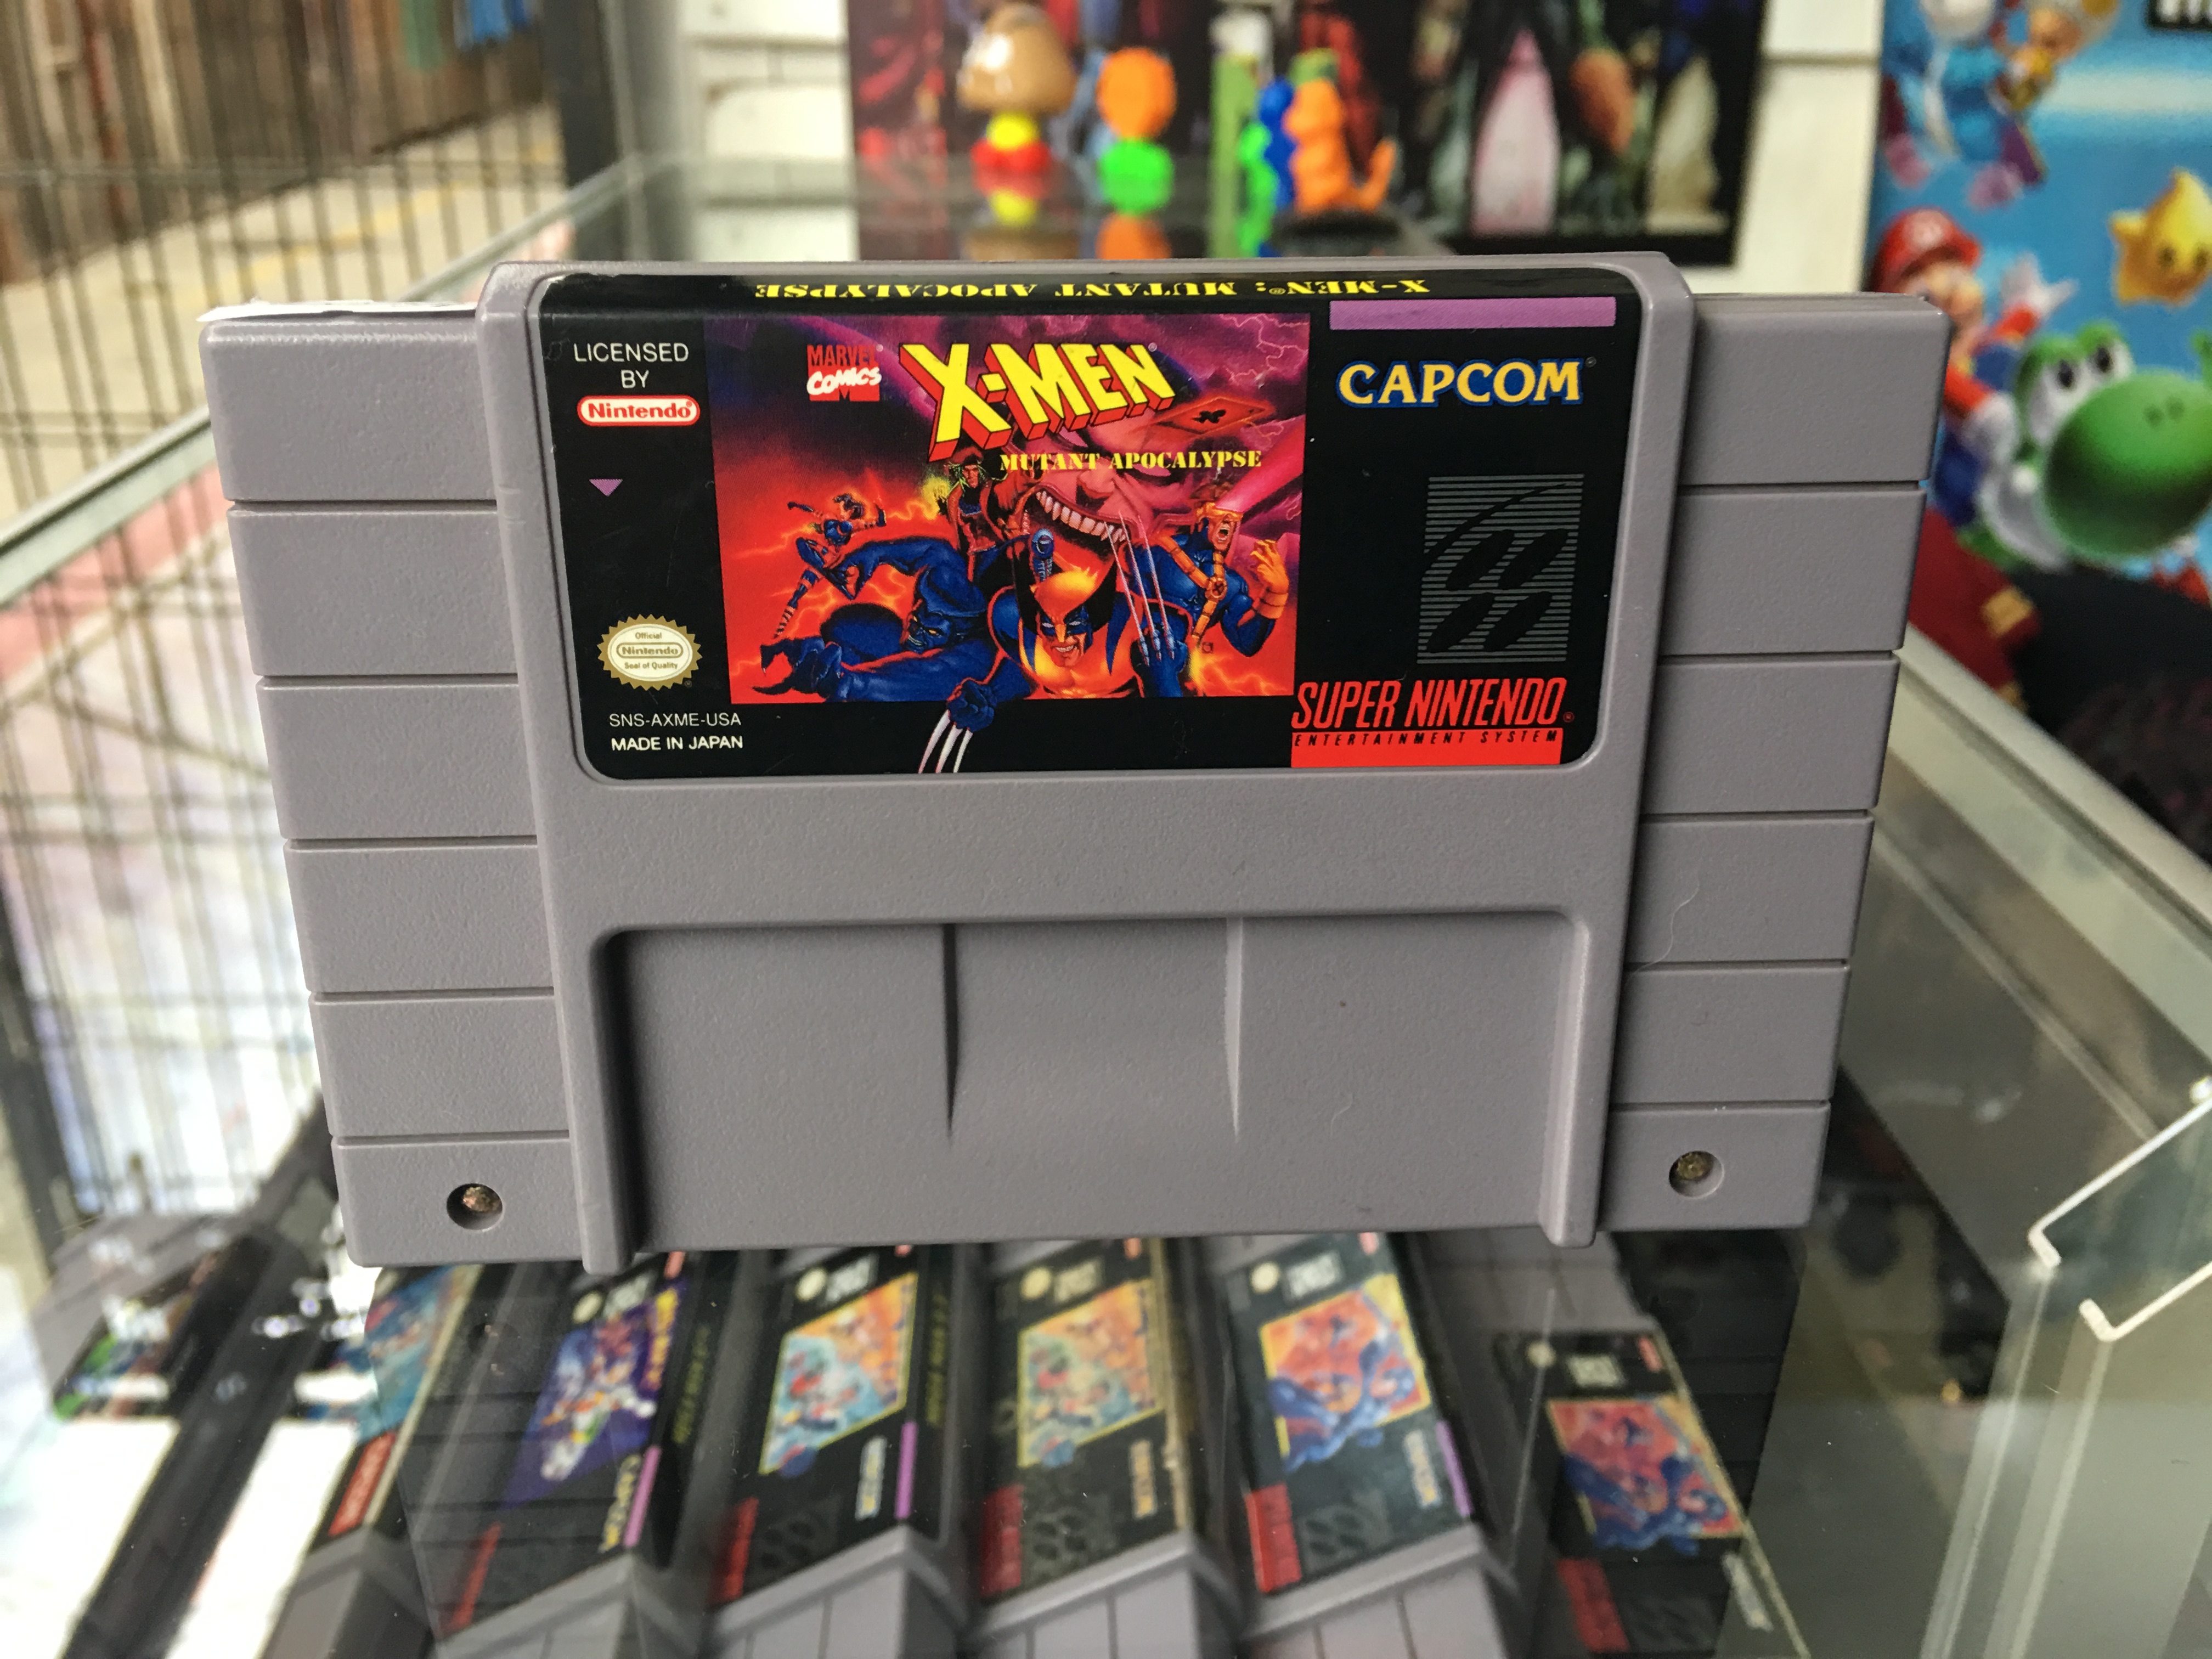 X-MEN®: MUTANT APOCALYPSE
LICENSED
BY
Nintendo®
MARVEL
COMICS
X-MEN®
MUTANT APOCALYPSE
CAPCOM®
Official
Nintendo
Seal of Quality
SNS-AXME-USA
MADE IN JAPAN
SUPER NINTENDO®
ENTERTAINMENT SYSTEM
CAPCOM